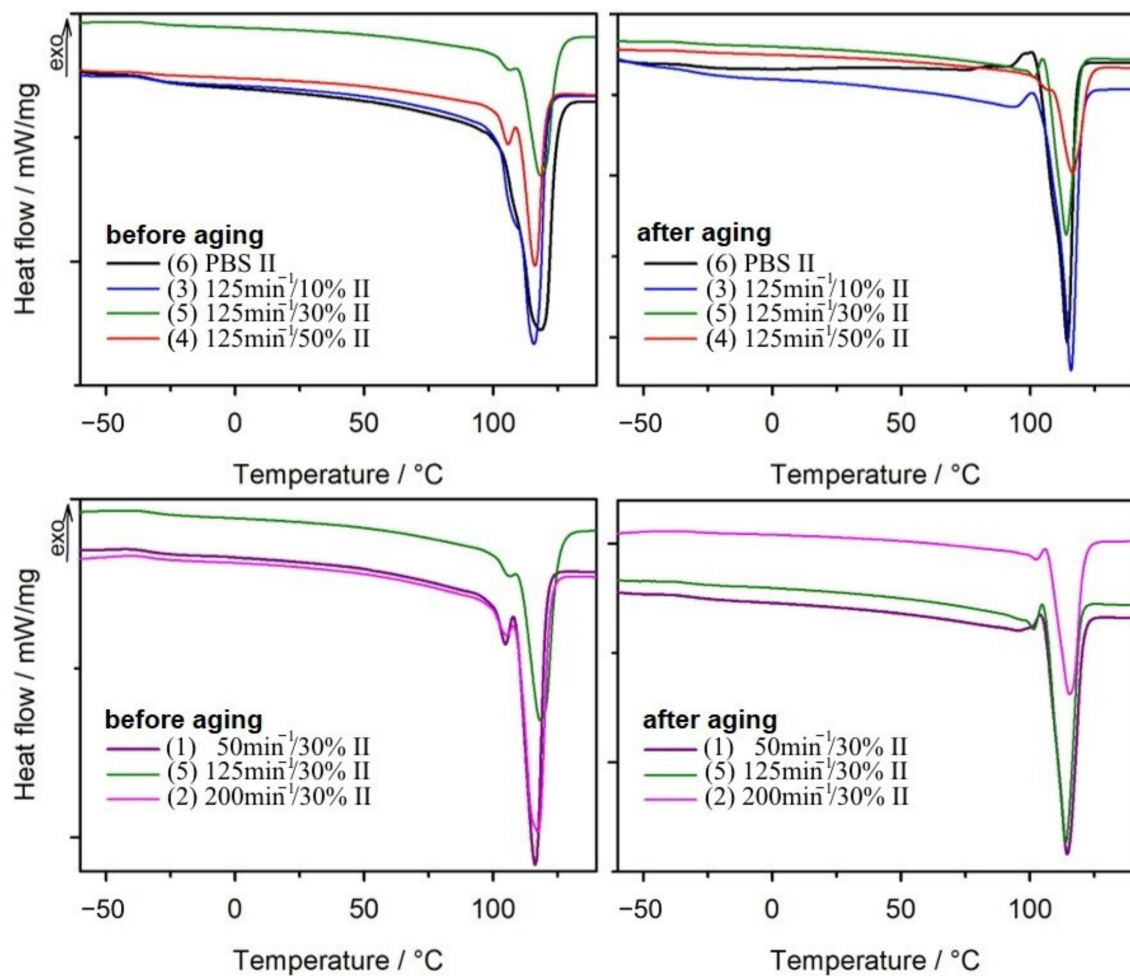 exo
Heat flow / mW/mg
before aging
(6) PBS II
(3) 125min⁻¹/10% II
(5) 125min⁻¹/30% II
(4) 125min⁻¹/50% II
−50 0 50 100
Temperature / °C
after aging
(6) PBS II
(3) 125min⁻¹/10% II
(5) 125min⁻¹/30% II
(4) 125min⁻¹/50% II
−50 0 50 100
Temperature / °C
exo
Heat flow / mW/mg
before aging
(1) 50min⁻¹/30% II
(5) 125min⁻¹/30% II
(2) 200min⁻¹/30% II
−50 0 50 100
Temperature / °C
after aging
(1) 50min⁻¹/30% II
(5) 125min⁻¹/30% II
(2) 200min⁻¹/30% II
−50 0 50 100
Temperature / °C